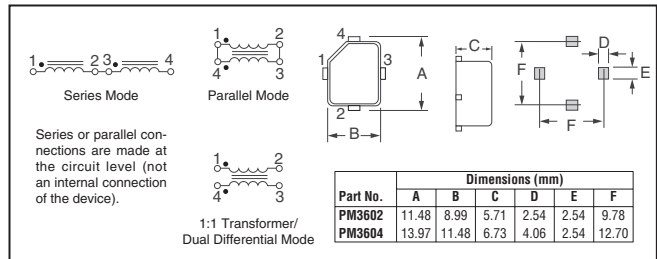 1 2 3 4
Series Mode
Series or parallel con-
nections are made at
the circuit level (not
an internal connection
of the device).
1 2
4 3
Parallel Mode
1 2
4 3
1:1 Transformer/
Dual Differential Mode
4
1 3
2
A
B
C
D
E
F
F
Dimensions (mm)
Part No. A B C D E F
PM3602 11.48 8.99 5.71 2.54 2.54 9.78
PM3604 13.97 11.48 6.73 4.06 2.54 12.70